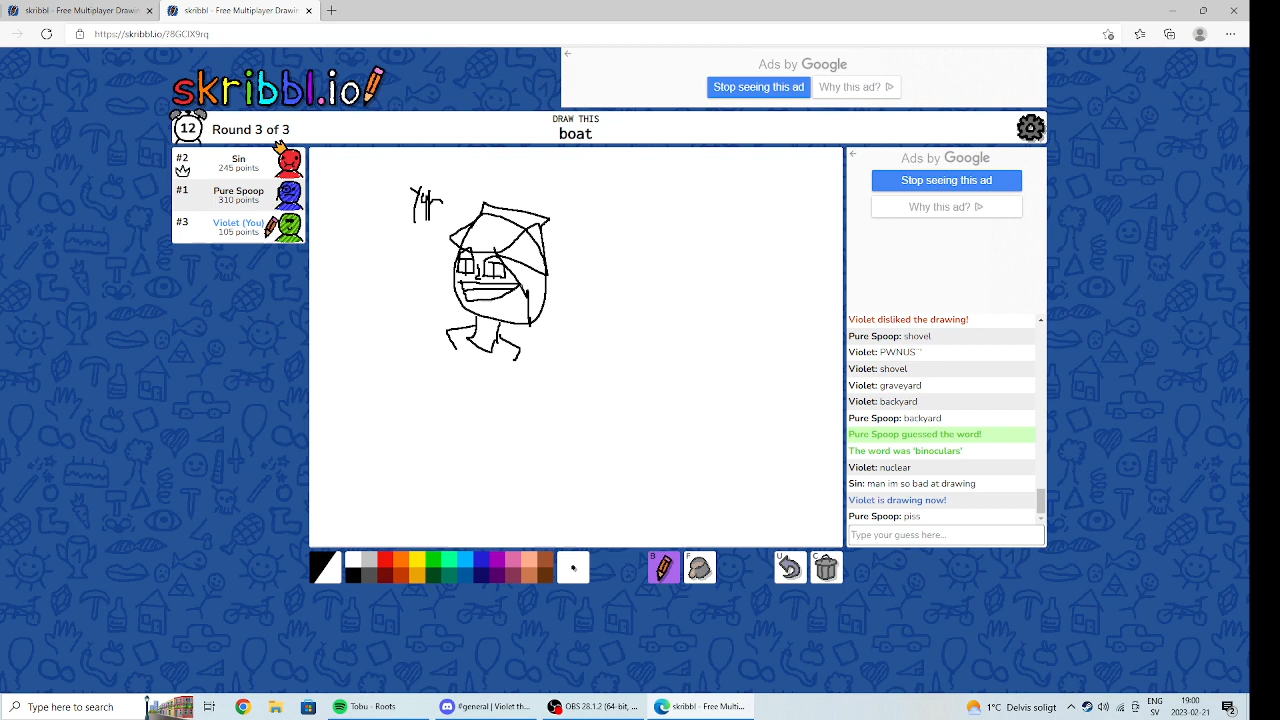 skribbl - Free Multiplayer Drawin
skribbl - Free Multiplayer Drawin
https://skribbl.io/?8GClX9rq
skribbl.io
Ads by Google
Stop seeing this ad
Why this ad?
12
Round 3 of 3
DRAW THIS
boat
#2
Sin
245 points
#1
Pure Spoop
310 points
#3
Violet (You)
105 points
Ads by Google
Stop seeing this ad
Why this ad?
Violet disliked the drawing!
Pure Spoop: shovel
Violet: PWNUS¨
Violet: shovel
Violet: graveyard
Violet: backyard
Pure Spoop: backyard
Pure Spoop guessed the word!
The word was 'binoculars'
Violet: nuclear
Sin: man im so bad at drawing
Violet is drawing now!
Pure Spoop: piss
Type your guess here...
B
F
U
C
Type here to search
Tobu - Roots
#general | Violet th...
OBS 28.1.2 (64-bit, ...
skribbl - Free Multi...
1°C Delvis soligt
ENG
SV
19:00
2023-02-21
2